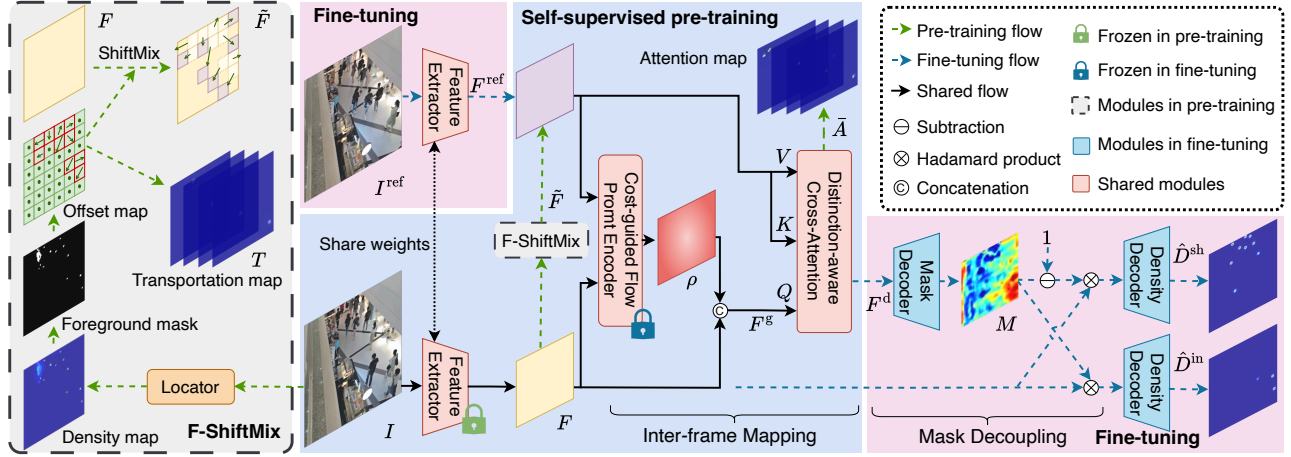 F
F̃
ShiftMix
Offset map
T
Transportation map
Foreground mask
Locator
Density map
F-ShiftMix
Fine-tuning
Feature
Extractor
F^ref
I^ref
Share weights
I
Feature
Extractor
Self-supervised pre-training
Attention map
Ā
F̃
F-ShiftMix
F
Cost-guided Flow
Promt Encoder
ρ
©
F^g
V
K
Q
Distinction-aware
Cross-Attention
Inter-frame Mapping
Pre-training flow
Fine-tuning flow
Shared flow
Subtraction
Hadamard product
© Concatenation
Frozen in pre-training
Frozen in fine-tuning
Modules in pre-training
Modules in fine-tuning
Shared modules
F^d
Mask
Decoder
M
1
Density
Decoder
D̂^sh
Density
Decoder
D̂^in
Mask Decoupling
Fine-tuning